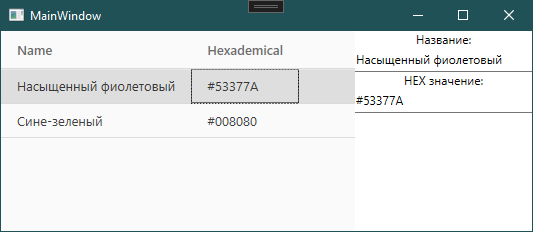 MainWindow
Name Hexademical
Насыщенный фиолетовый #53377A
Сине-зеленый #008080
Название:
Насыщенный фиолетовый
HEX значение:
#53377A